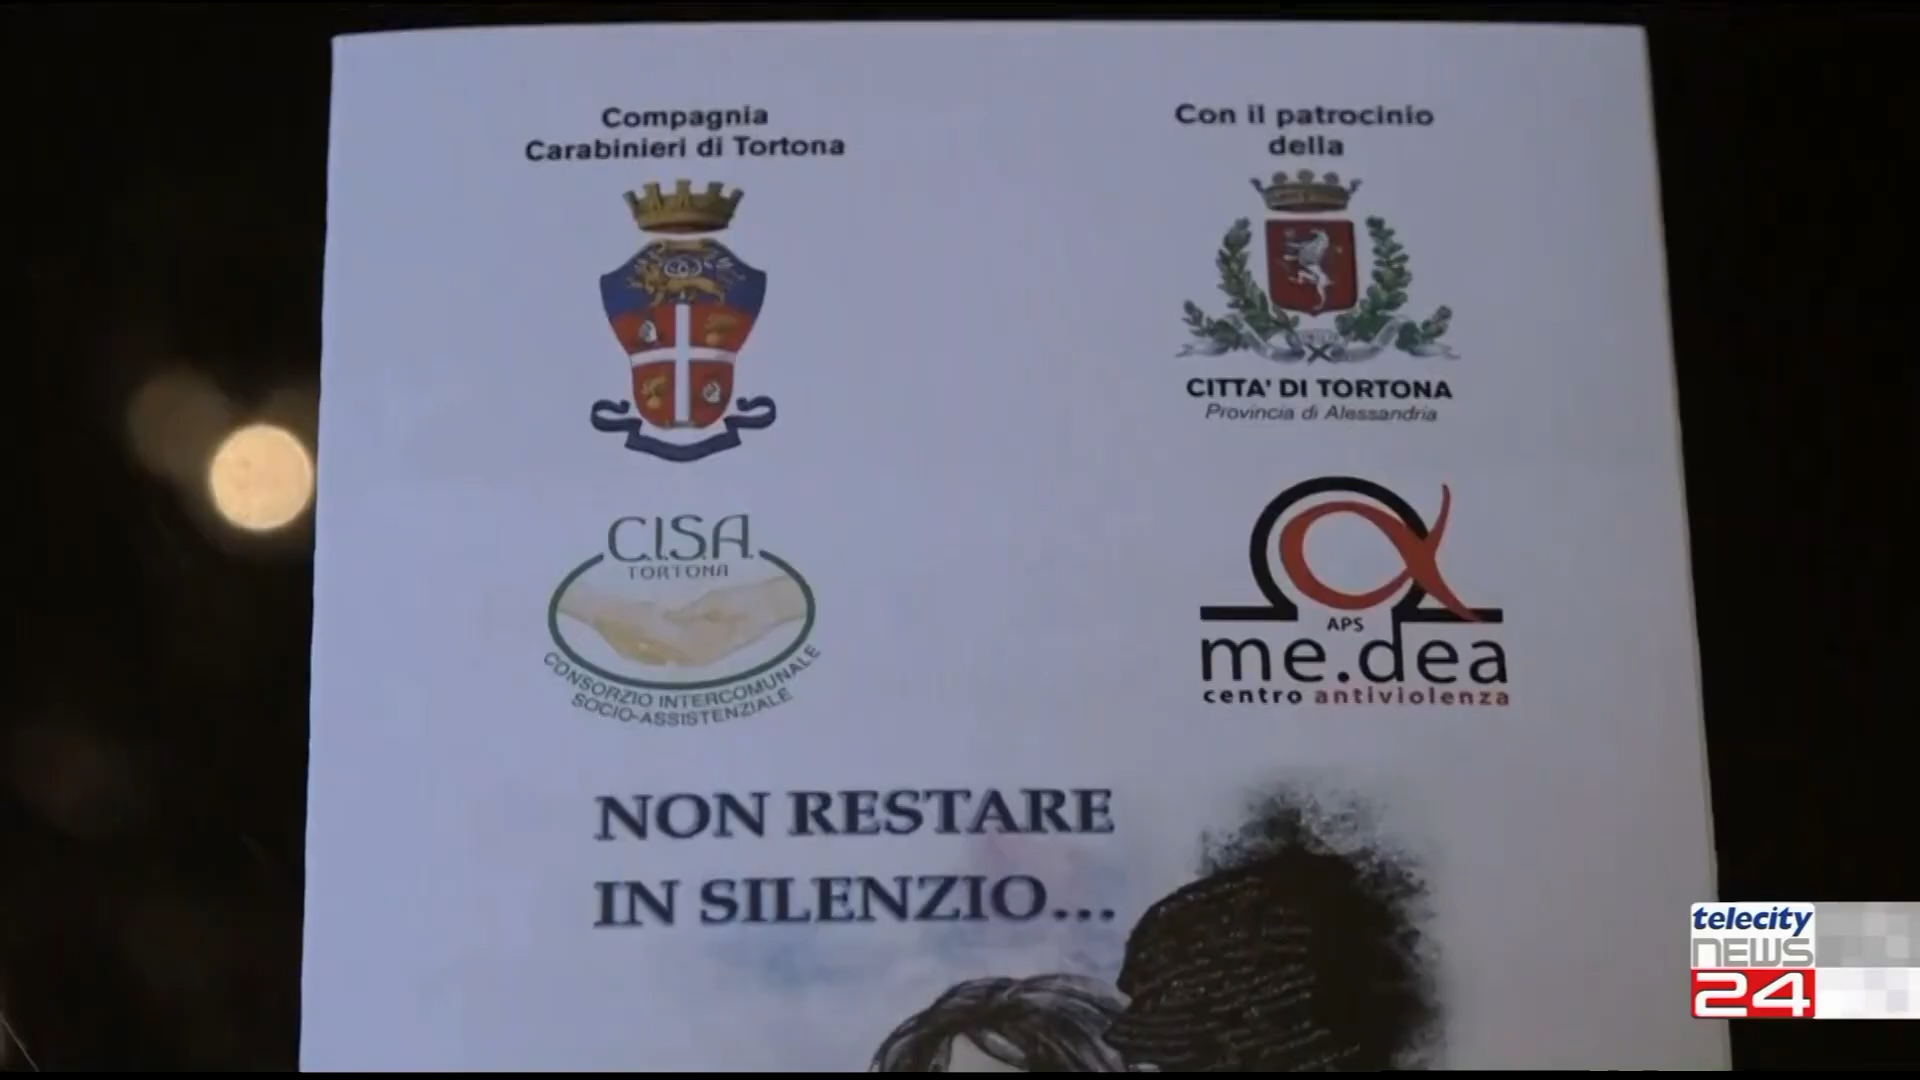 Compagnia
Carabinieri di Tortona
Con il patrocinio
della
CITTA' DI TORTONA
Provincia di Alessandria
C.I.S.A.
TORTONA
CONSORZIO INTERCOMUNALE
SOCIO-ASSISTENZIALE
APS
me.dea
centro antiviolenza
NON RESTARE
IN SILENZIO...
telecity
NEWS
24